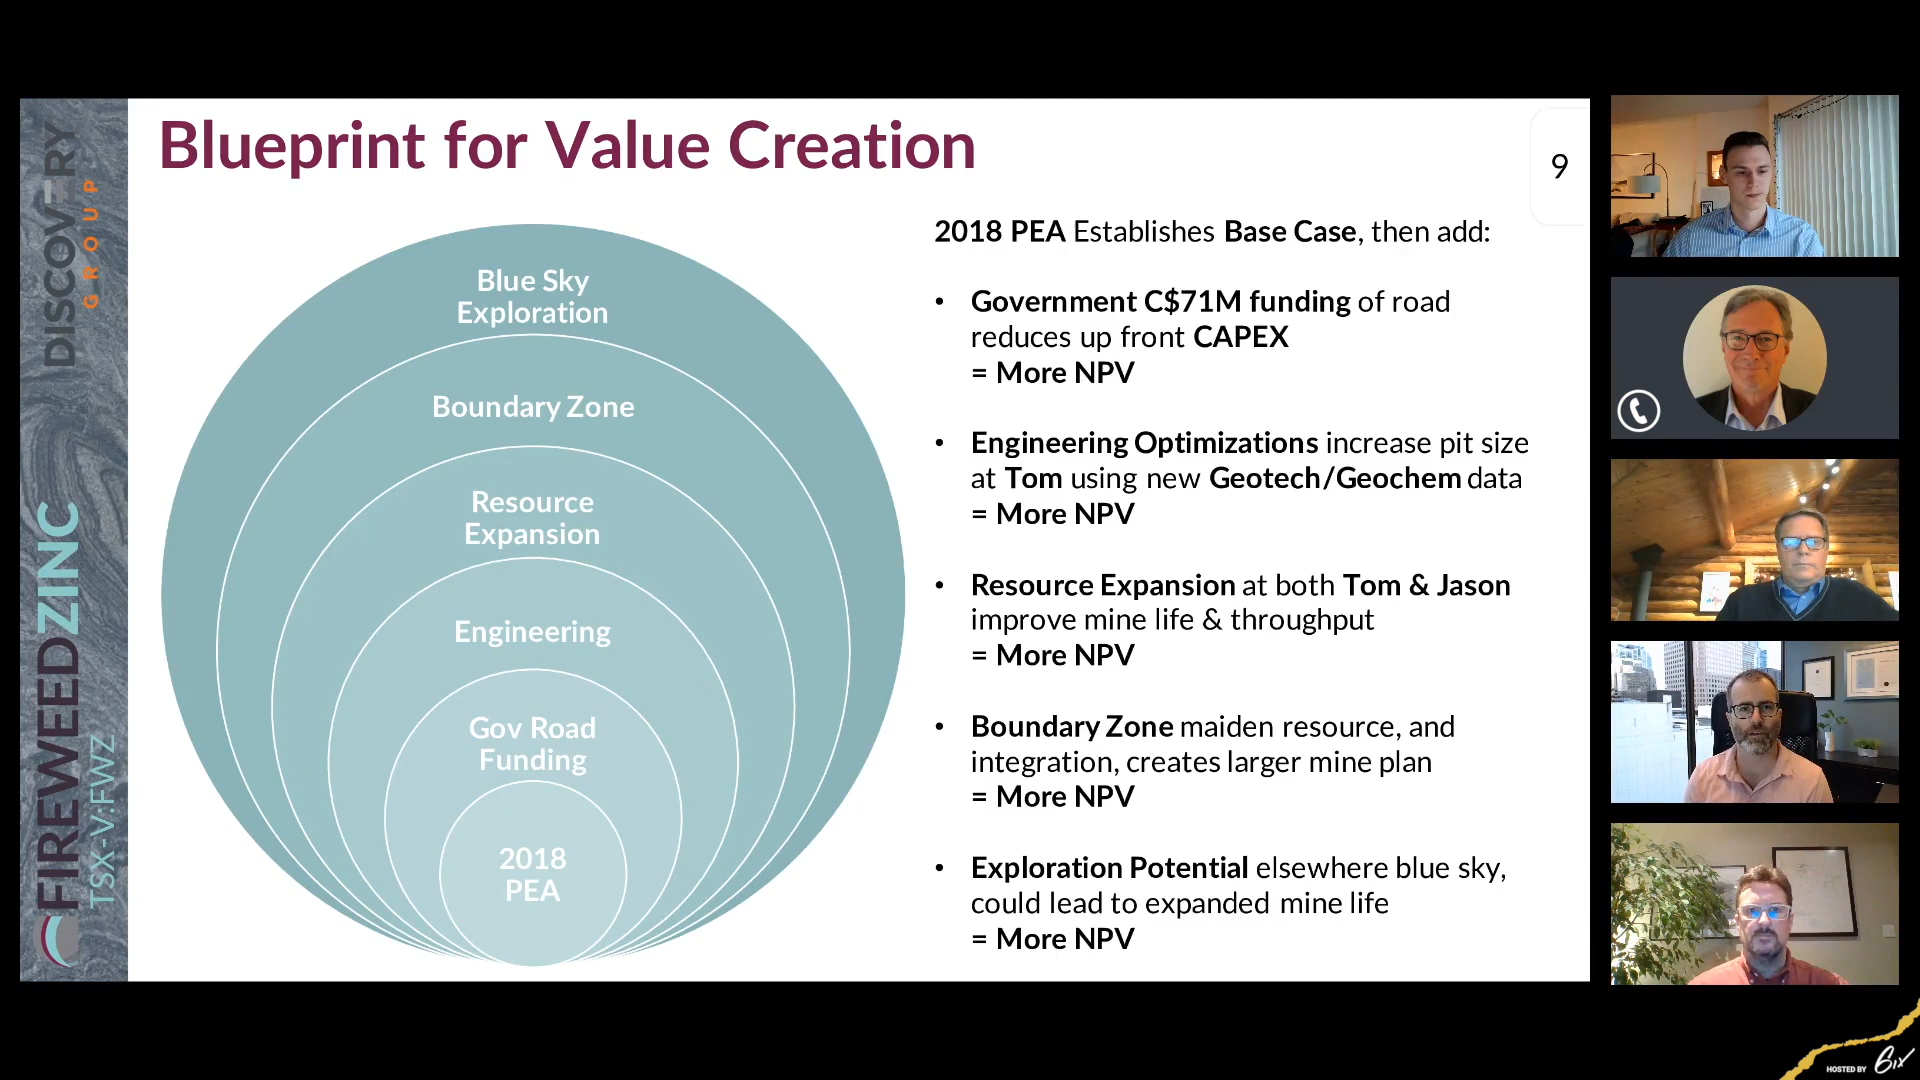 DISCOVERY
GROUP
FIREWEEDZINC
TSX-V:FWZ
Blueprint for Value Creation
9
Blue Sky
Exploration
Boundary Zone
Resource
Expansion
Engineering
Gov Road
Funding
2018
PEA
2018 PEA Establishes Base Case, then add:
• Government C$71M funding of road
reduces up front CAPEX
= More NPV
• Engineering Optimizations increase pit size
at Tom using new Geotech/Geochem data
= More NPV
• Resource Expansion at both Tom & Jason
improve mine life & throughput
= More NPV
• Boundary Zone maiden resource, and
integration, creates larger mine plan
= More NPV
• Exploration Potential elsewhere blue sky,
could lead to expanded mine life
= More NPV
HOSTED BY 6ix